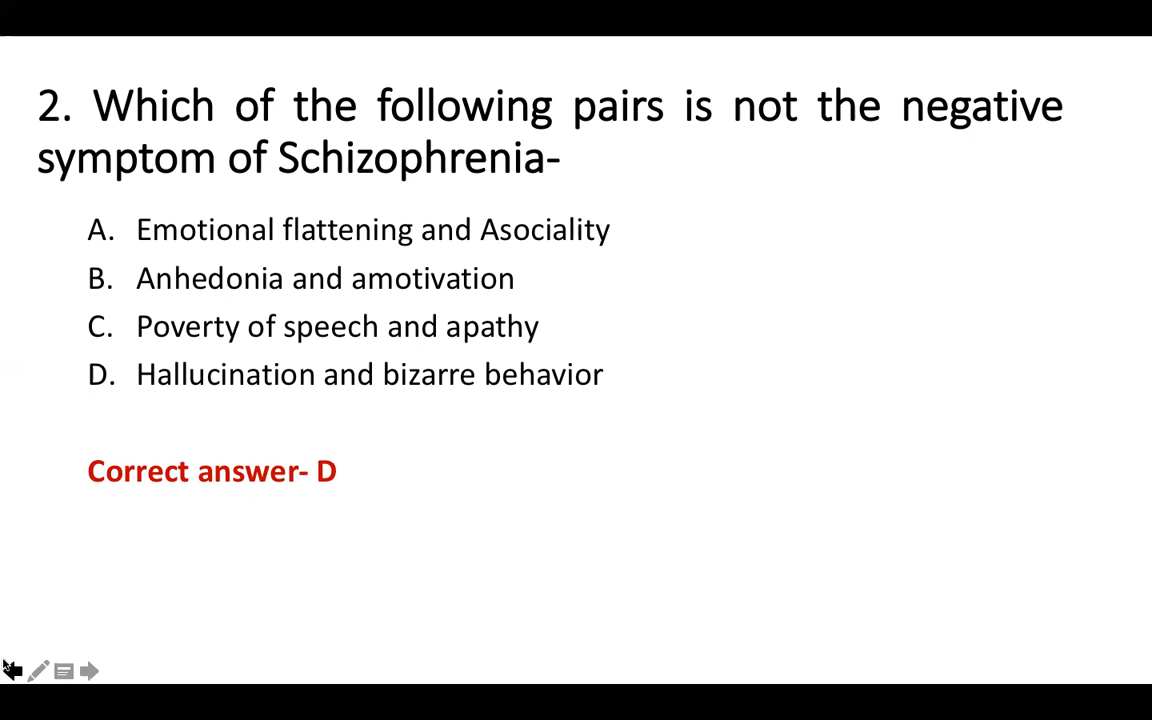 2. Which of the following pairs is not the negative
symptom of Schizophrenia-
A. Emotional flattening and Asociality
B. Anhedonia and amotivation
C. Poverty of speech and apathy
D. Hallucination and bizarre behavior
Correct answer- D